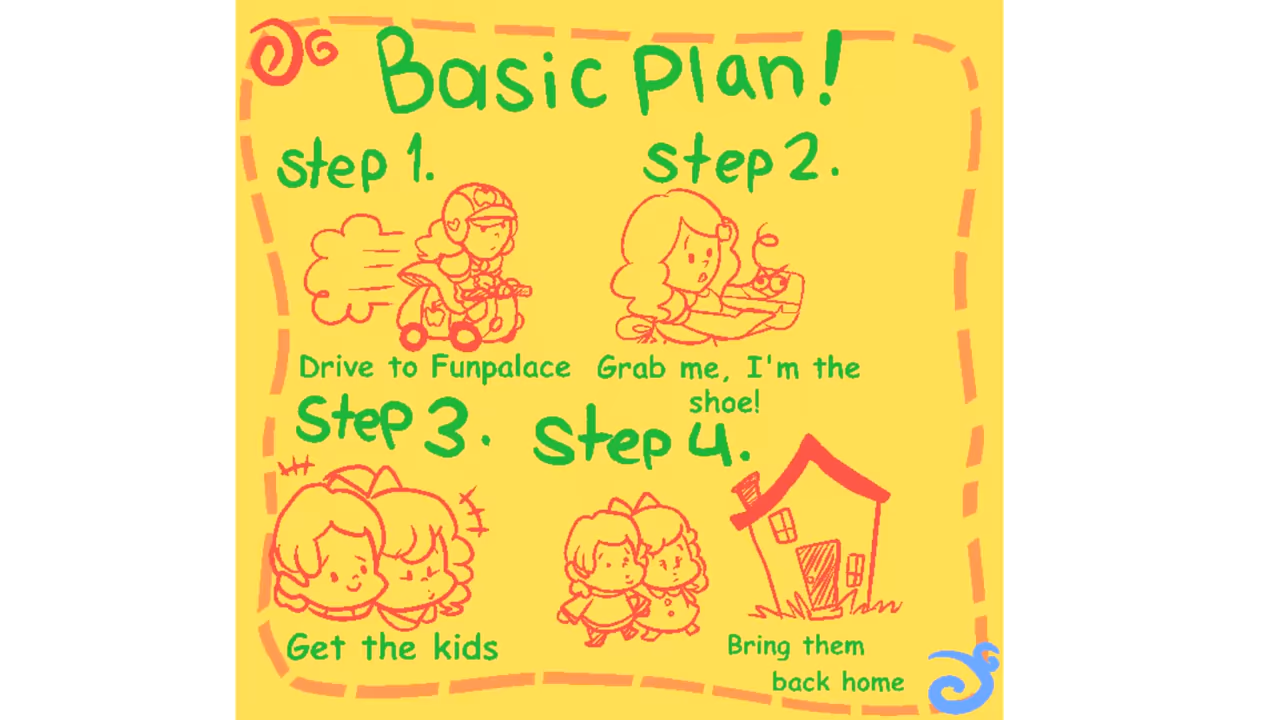 Basic Plan!
step 1.
step 2.
Drive to Funpalace
Grab me, I'm the
shoe!
Step 3.
Step 4.
Get the kids
Bring them
back home